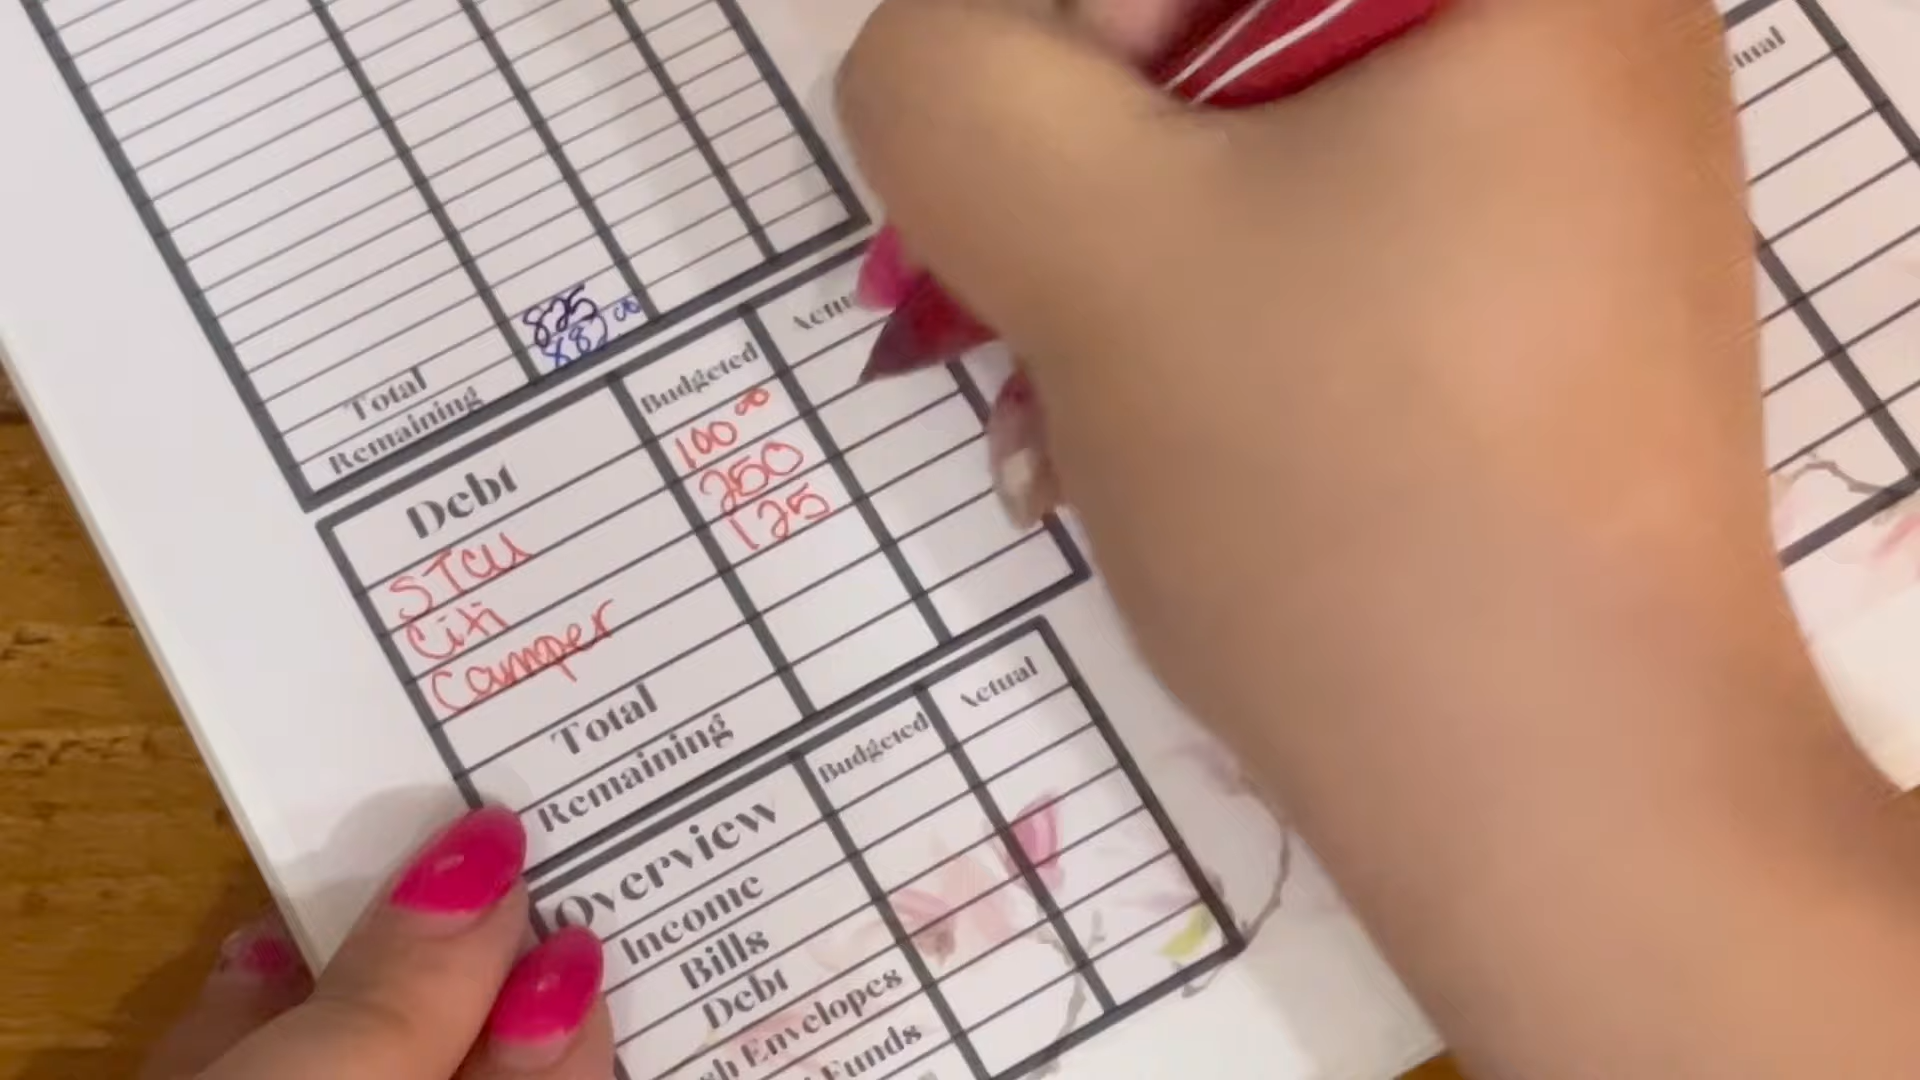 Total 825
Remaining 887.00
Debt Budgeted Actual
STCU 100.00
Citi 250
Camper 125
Total
Remaining
Overview Budgeted Actual
Income
Bills
Debt
Envelopes
Funds